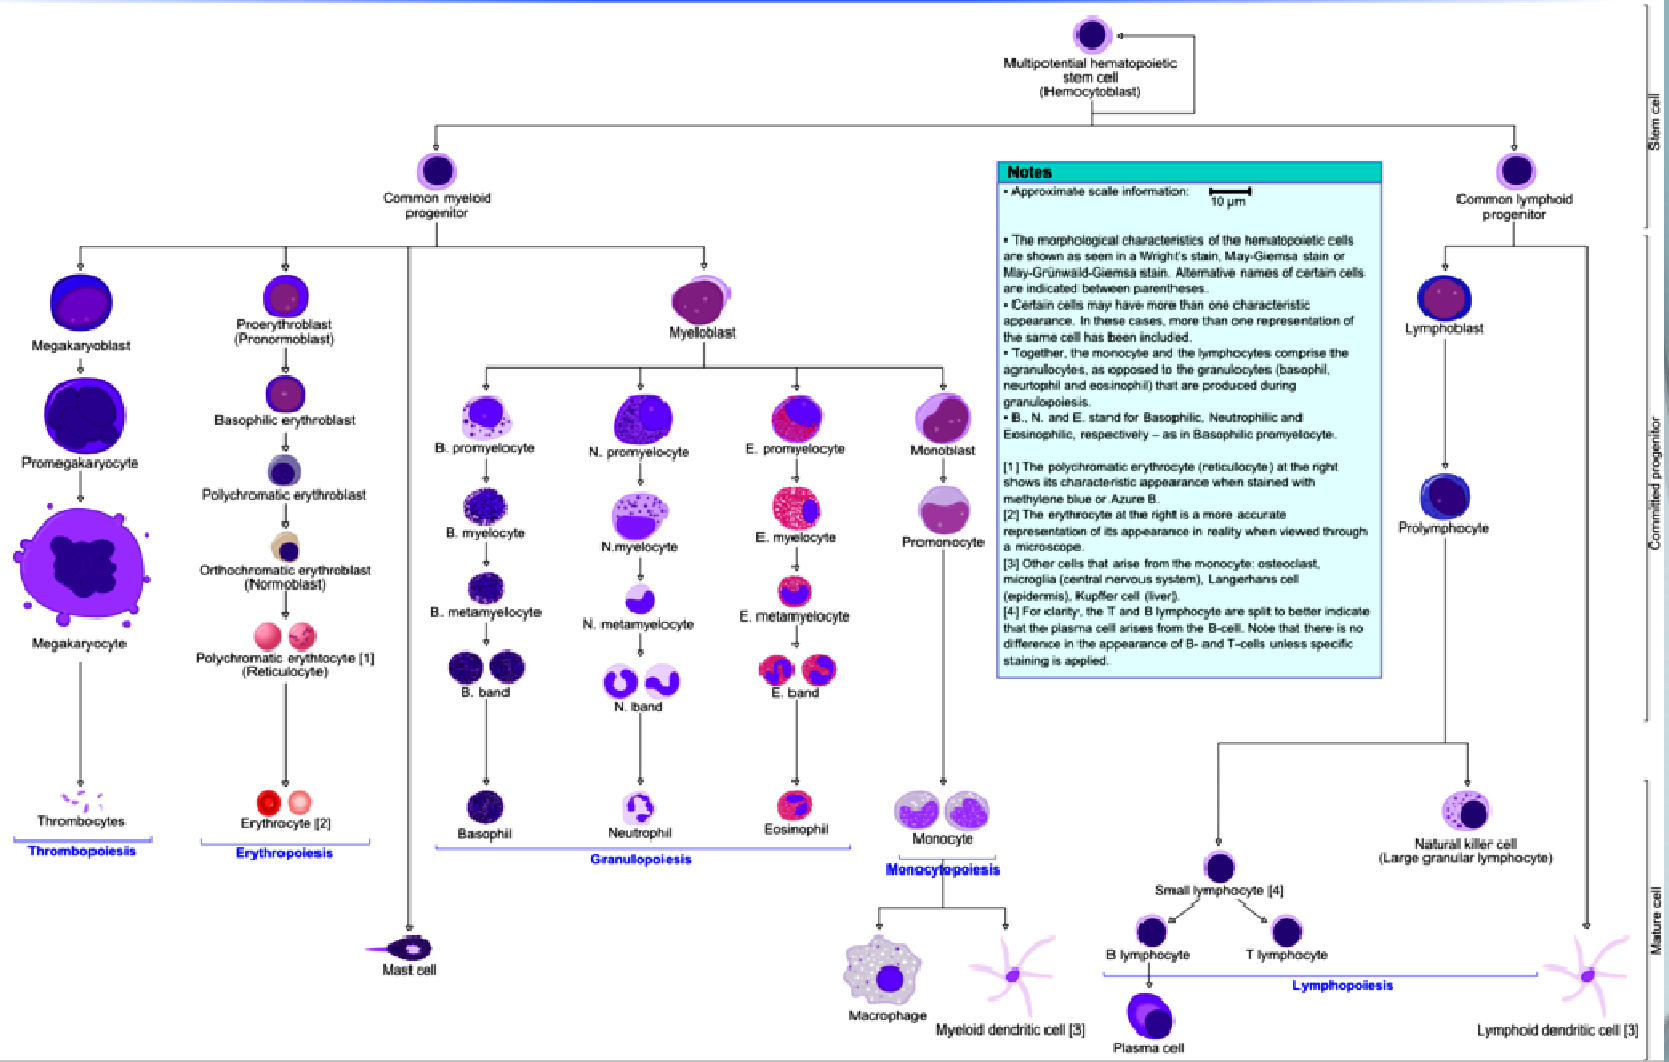 Multipotential hematopoietic
stem cell
(Hemocytoblast)
Stem cell
Common myeloid
progenitor
Common lymphoid
progenitor
Notes
• Approximate scale information:
10 µm
• The morphological characteristics of the hematopoietic cells
are shown as seen in a Wright's stain, May-Giemsa stain or
May-Grünwald-Giemsa stain. Alternative names of certain cells
are indicated between parentheses.
• Certain cells may have more than one characteristic
appearance. In these cases, more than one representation of
the same cell has been included.
• Together, the monocyte and the lymphocytes comprise the
agranulocytes, as opposed to the granulocytes (basophil,
neurtophil and eosinophil) that are produced during
granulopoiesis.
• B., N. and E. stand for Basophilic, Neutrophilic and
Eosinophilic, respectively – as in Basophilic promyelocyte.
[1] The polychromatic erythrocyte (reticulocyte) at the right
shows its characteristic appearance when stained with
methylene blue or Azure B.
[2] The erythrocyte at the right is a more accurate
representation of its appearance in reality when viewed through
a microscope.
[3] Other cells that arise from the monocyte: osteoclast,
microglia (central nervous system), Langerhans cell
(epidermis), Kupffer cell (liver).
[4] For clarity, the T and B lymphocyte are split to better indicate
that the plasma cell arises from the B-cell. Note that there is no
difference in the appearance of B- and T-cells unless specific
staining is applied.
Committed progenitor
Megakaryoblast
Proerythroblast
(Pronormoblast)
Myelloblast
Lymphoblast
Promegakaryocyte
Basophilic erythroblast
B. promyelocyte
N. promyelocyte
E. promyelocyte
Monoblast
Polychromatic erythroblast
B. myelocyte
N.myelocyte
E. myelocyte
Promonocyte
Prolymphocyte
Orthochromatic erythroblast
(Normoblast)
B. metamyelocyte
N. metamyelocyte
E. metamyelocyte
Megakaryocyte
Polychromatic erythtocyte [1]
(Reticulocyte)
B. band
N. band
E. band
Mature cell
Thrombocytes
Erythrocyte [2]
Basophil
Neutrophil
Eosinophil
Monocyte
Natural killer cell
(Large granular lymphocyte)
Thrombopoiesis
Erythropoiesis
Granullopoiesis
Monocytopoiesis
Small lymphocyte [4]
B lymphocyte
T lymphocyte
Mast cell
Lymphopoiesis
Macrophage
Myeloid dendritic cell [3]
Plasma cell
Lymphoid dendritic cell [3]